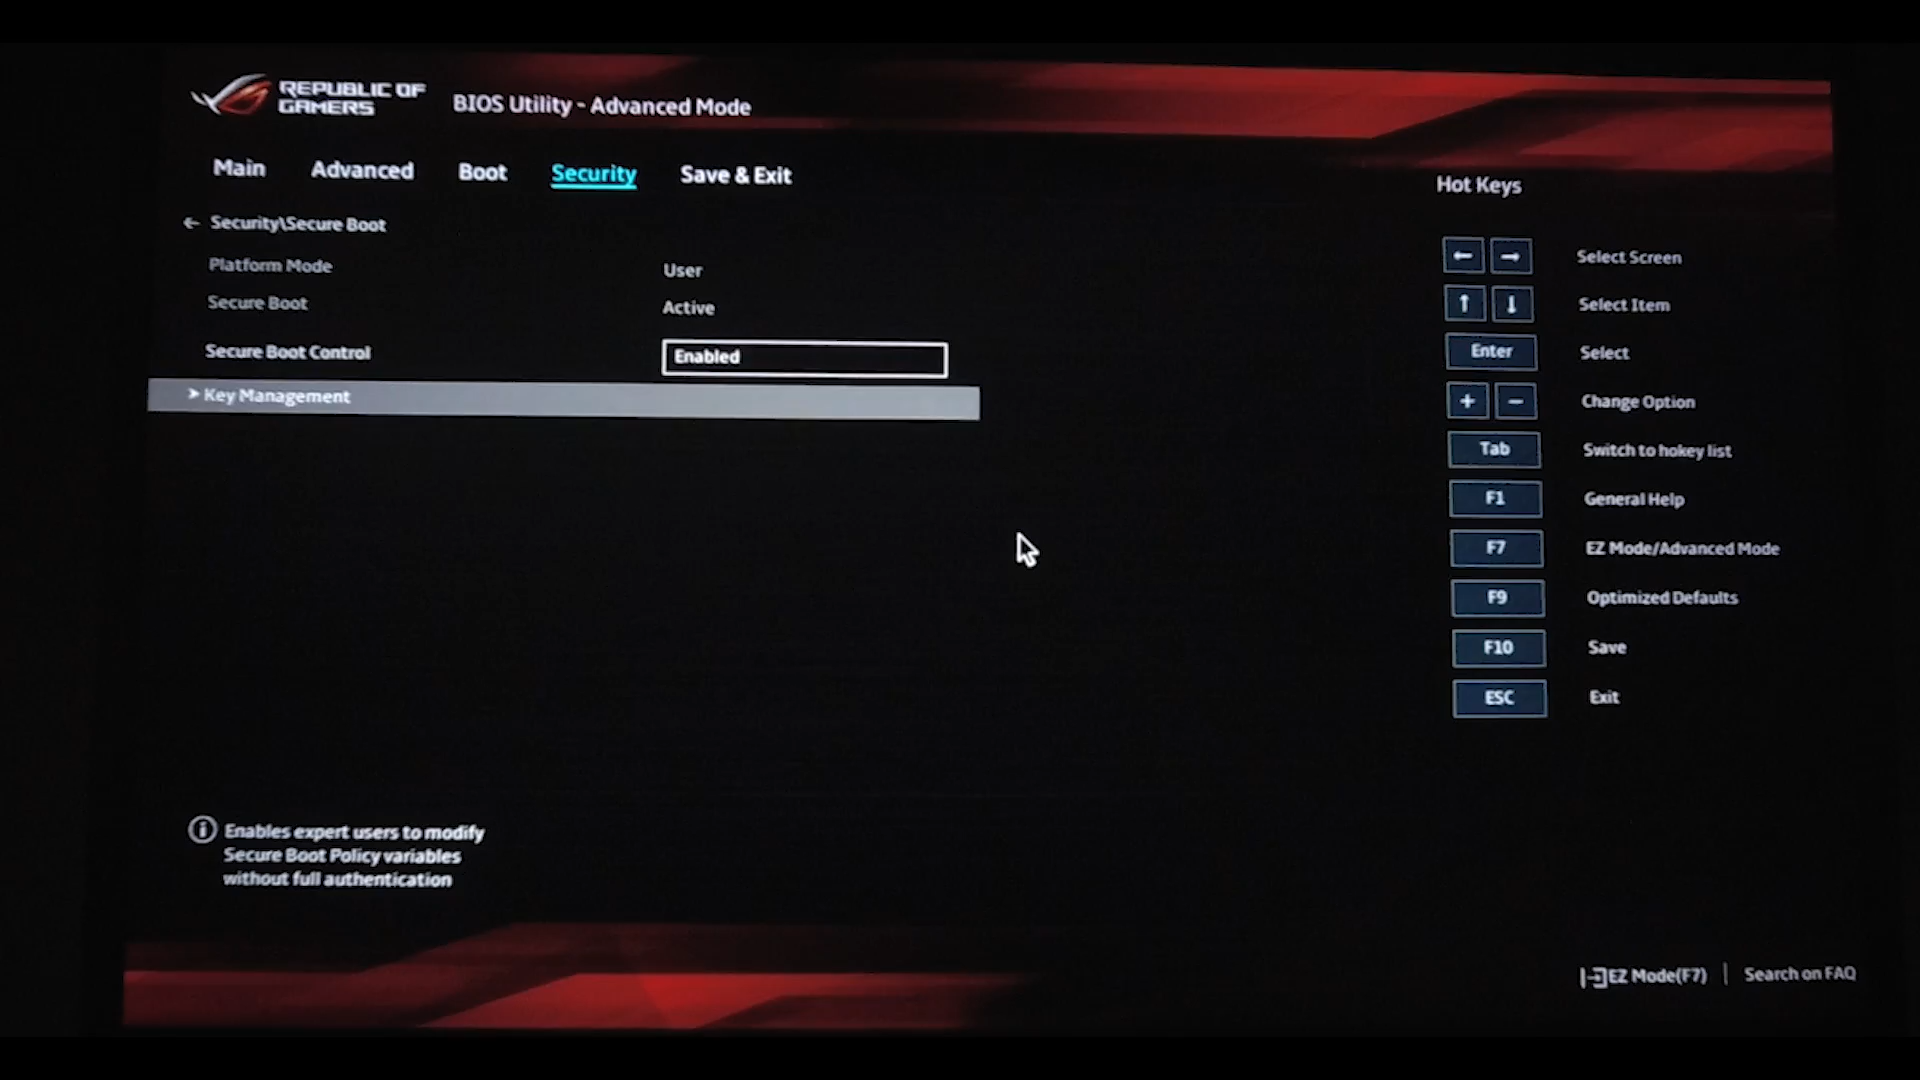 REPUBLIC OF
GAMERS
BIOS Utility - Advanced Mode
Main Advanced Boot Security Save & Exit
Hot Keys
← Security\Secure Boot
Platform Mode User
Secure Boot Active
Secure Boot Control Enabled
➤ Key Management
← → Select Screen
↑ ↓ Select Item
Enter Select
+ − Change Option
Tab Switch to hokey list
F1 General Help
F7 EZ Mode/Advanced Mode
F9 Optimized Defaults
F10 Save
ESC Exit
i Enables expert users to modify
Secure Boot Policy variables
without full authentication
EZ Mode(F7) | Search on FAQ